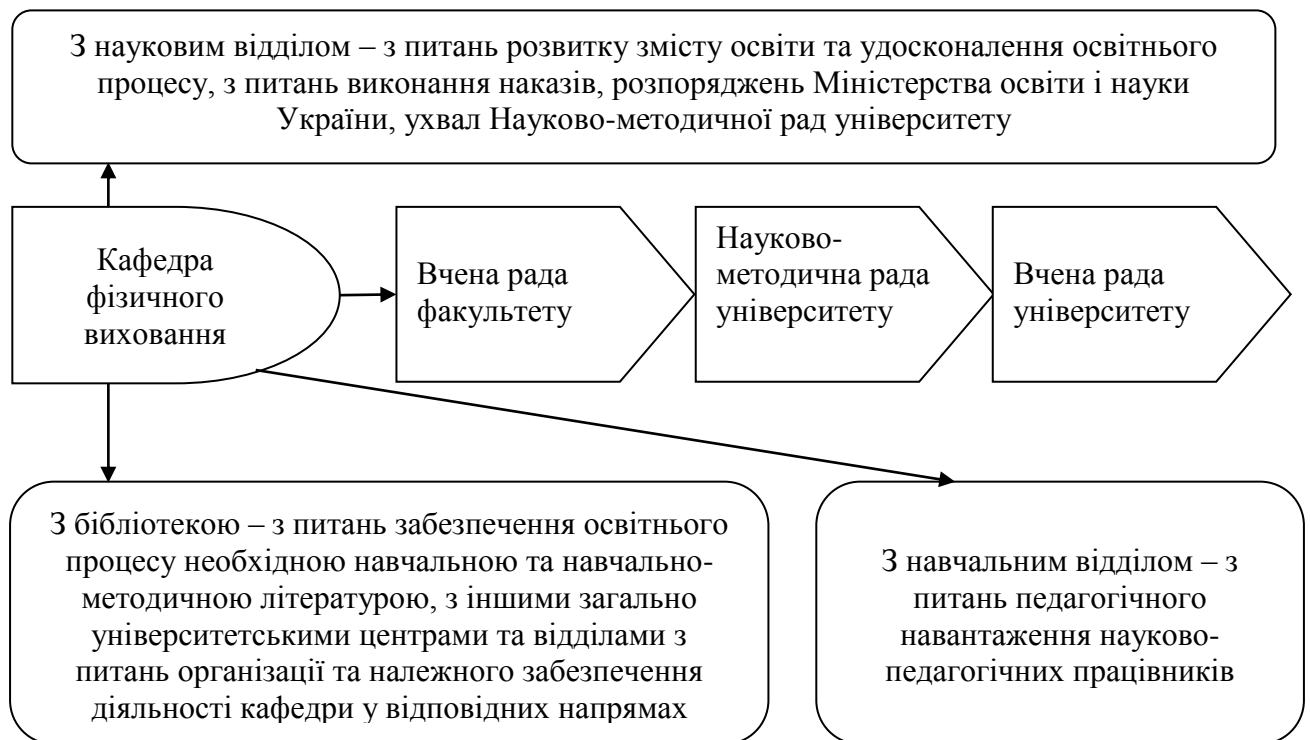 З науковим відділом – з питань розвитку змісту освіти та удосконалення освітнього
процесу, з питань виконання наказів, розпоряджень Міністерства освіти і науки
України, ухвал Науково-методичної рад університету
Кафедра
фізичного
виховання
Вчена рада
факультету
Науково-
методична рада
університету
Вчена рада
університету
З бібліотекою – з питань забезпечення освітнього
процесу необхідною навчальною та навчально-
методичною літературою, з іншими загально
університетськими центрами та відділами з
питань організації та належного забезпечення
діяльності кафедри у відповідних напрямах
З навчальним відділом – з
питань педагогічного
навантаження науково-
педагогічних працівників